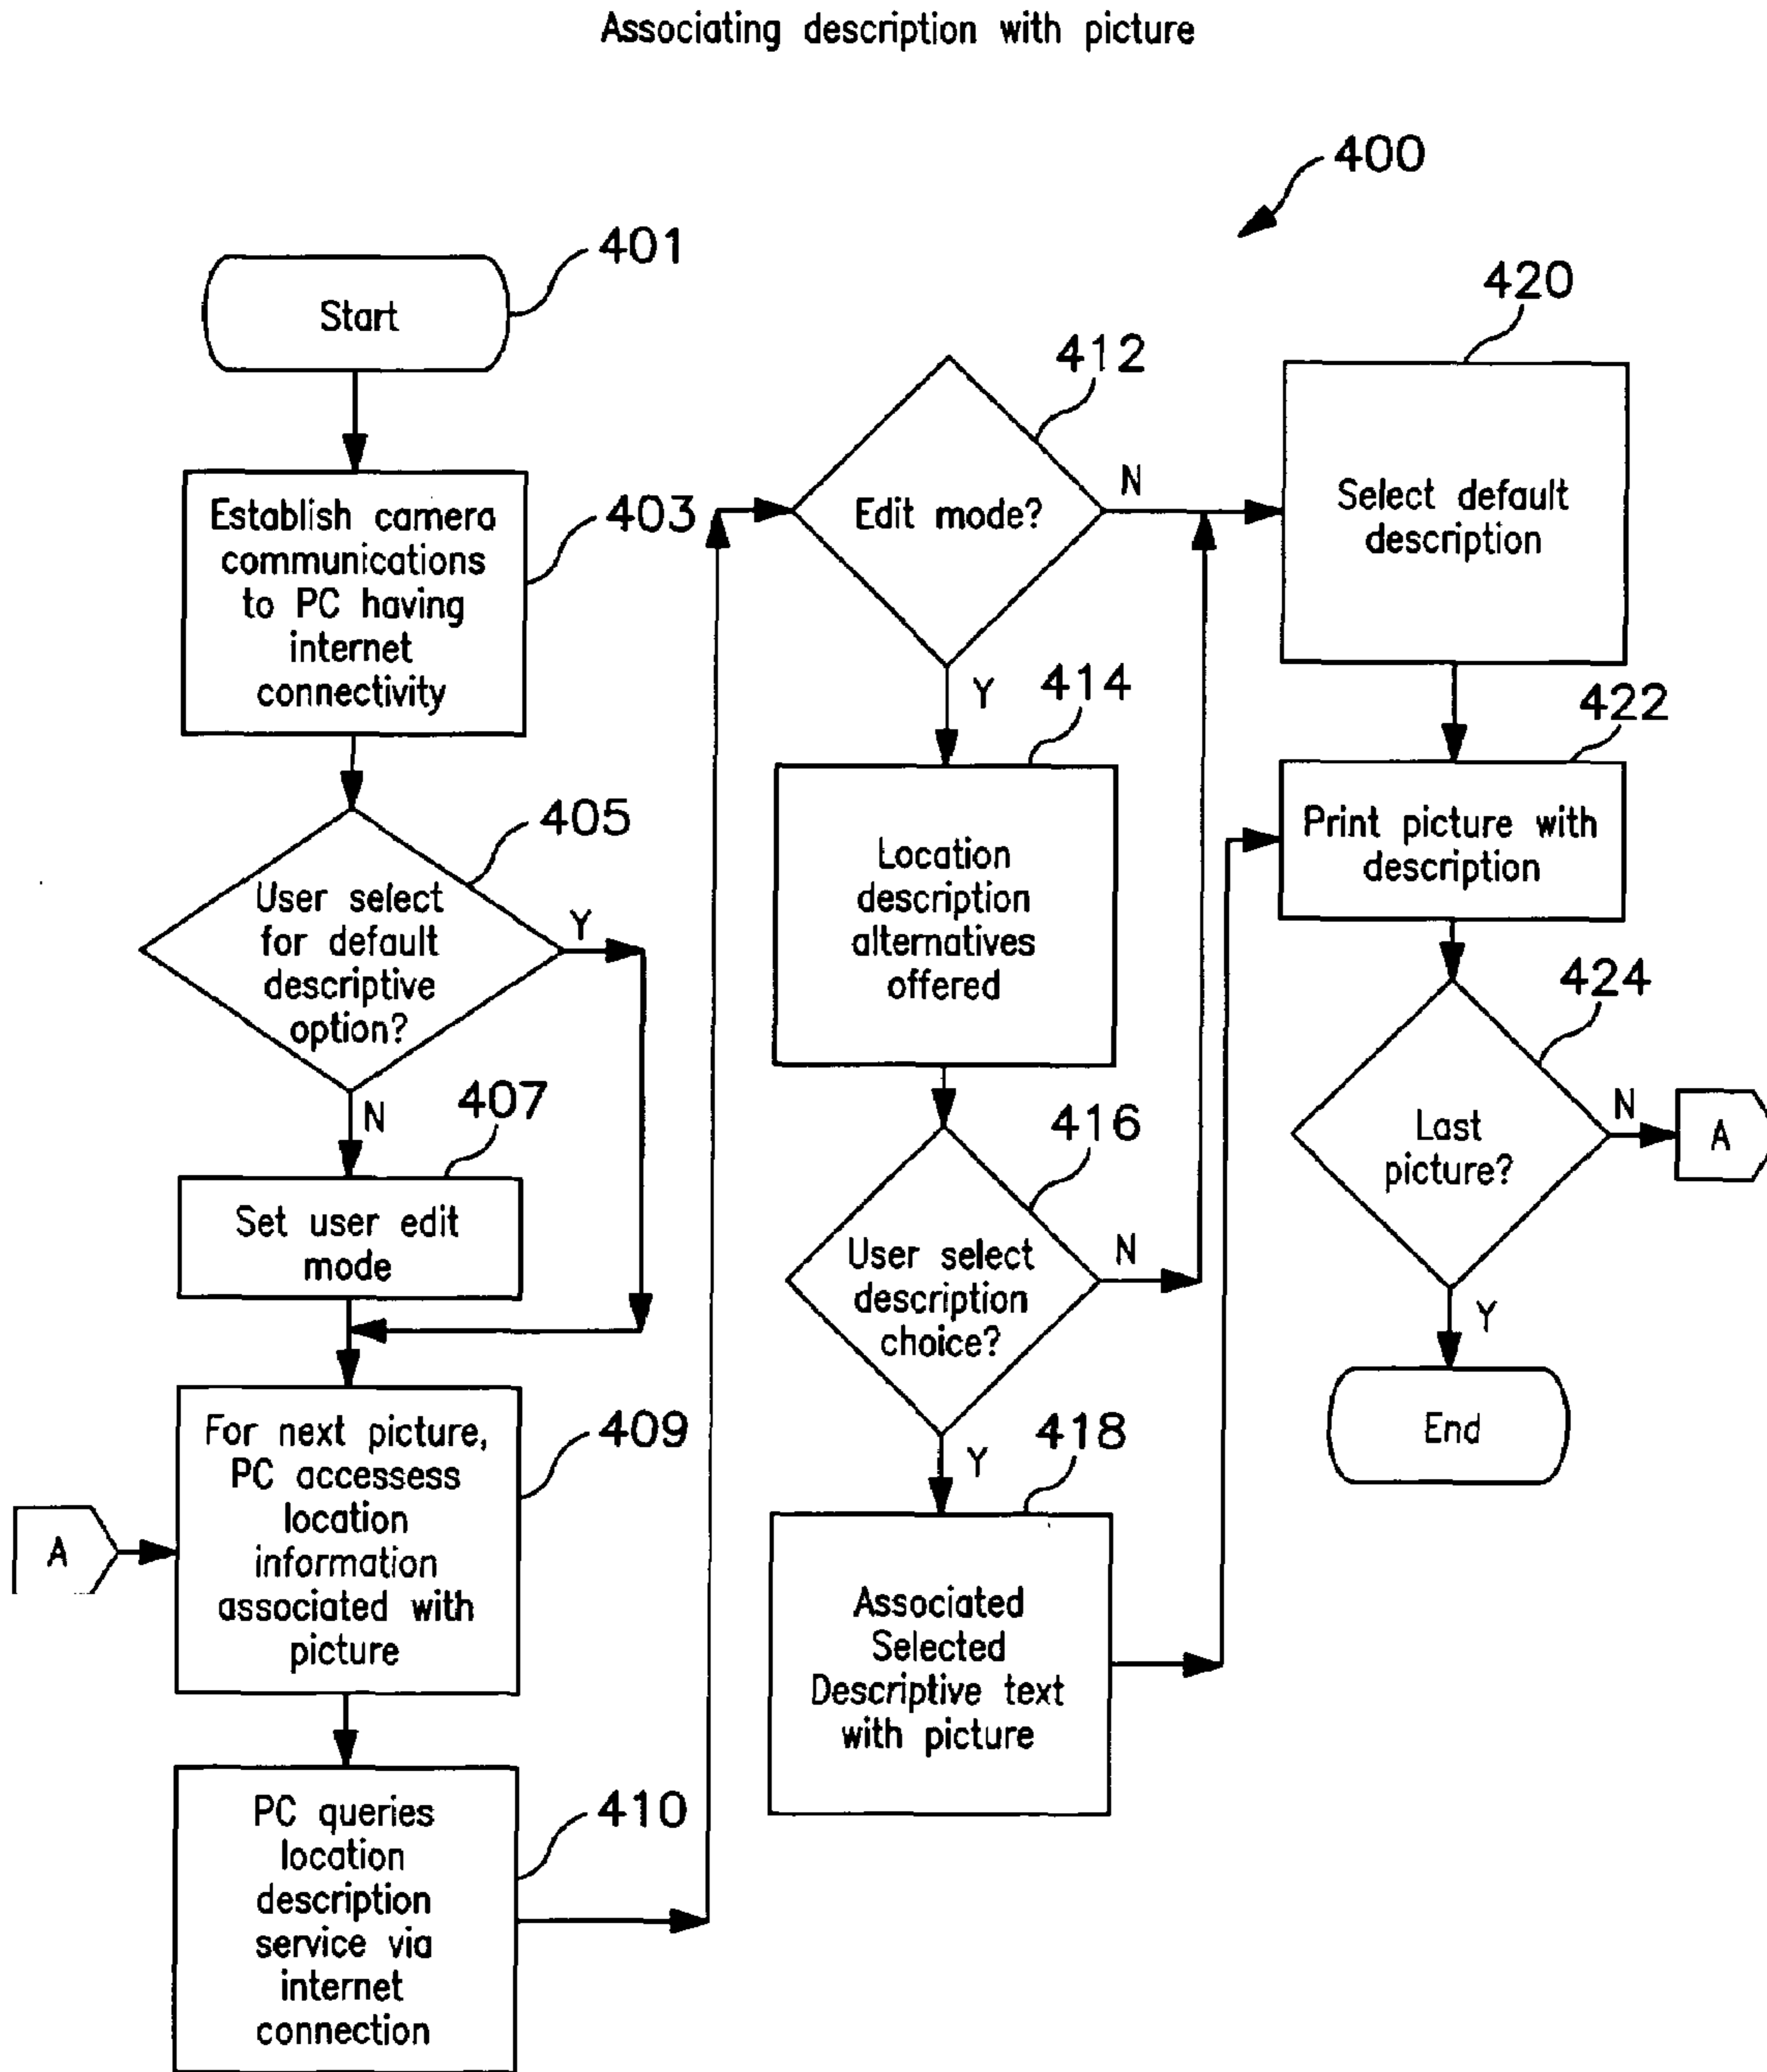 Associating description with picture
400
401
Start
403
Establish camera
communications
to PC having
internet
connectivity
405
User select
for default
descriptive
option?
Y
N
407
Set user edit
mode
409
For next picture,
PC accessess
location
information
associated with
picture
A
410
PC queries
location
description
service via
internet
connection
412
Edit mode?
N
Y
414
Location
description
alternatives
offered
416
User select
description
choice?
N
Y
418
Associated
Selected
Descriptive text
with picture
420
Select default
description
422
Print picture with
description
424
Last
picture?
N
A
Y
End